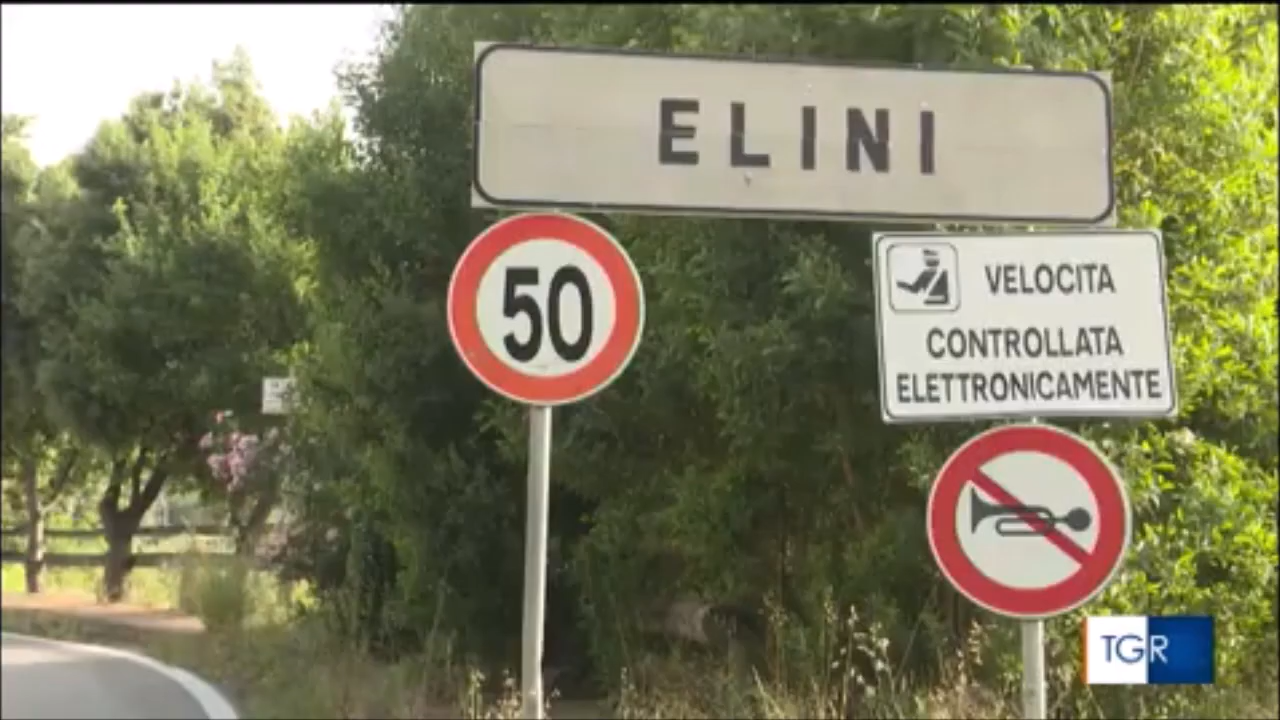 ELINI
50
VELOCITA
CONTROLLATA
ELETTRONICAMENTE
TGR